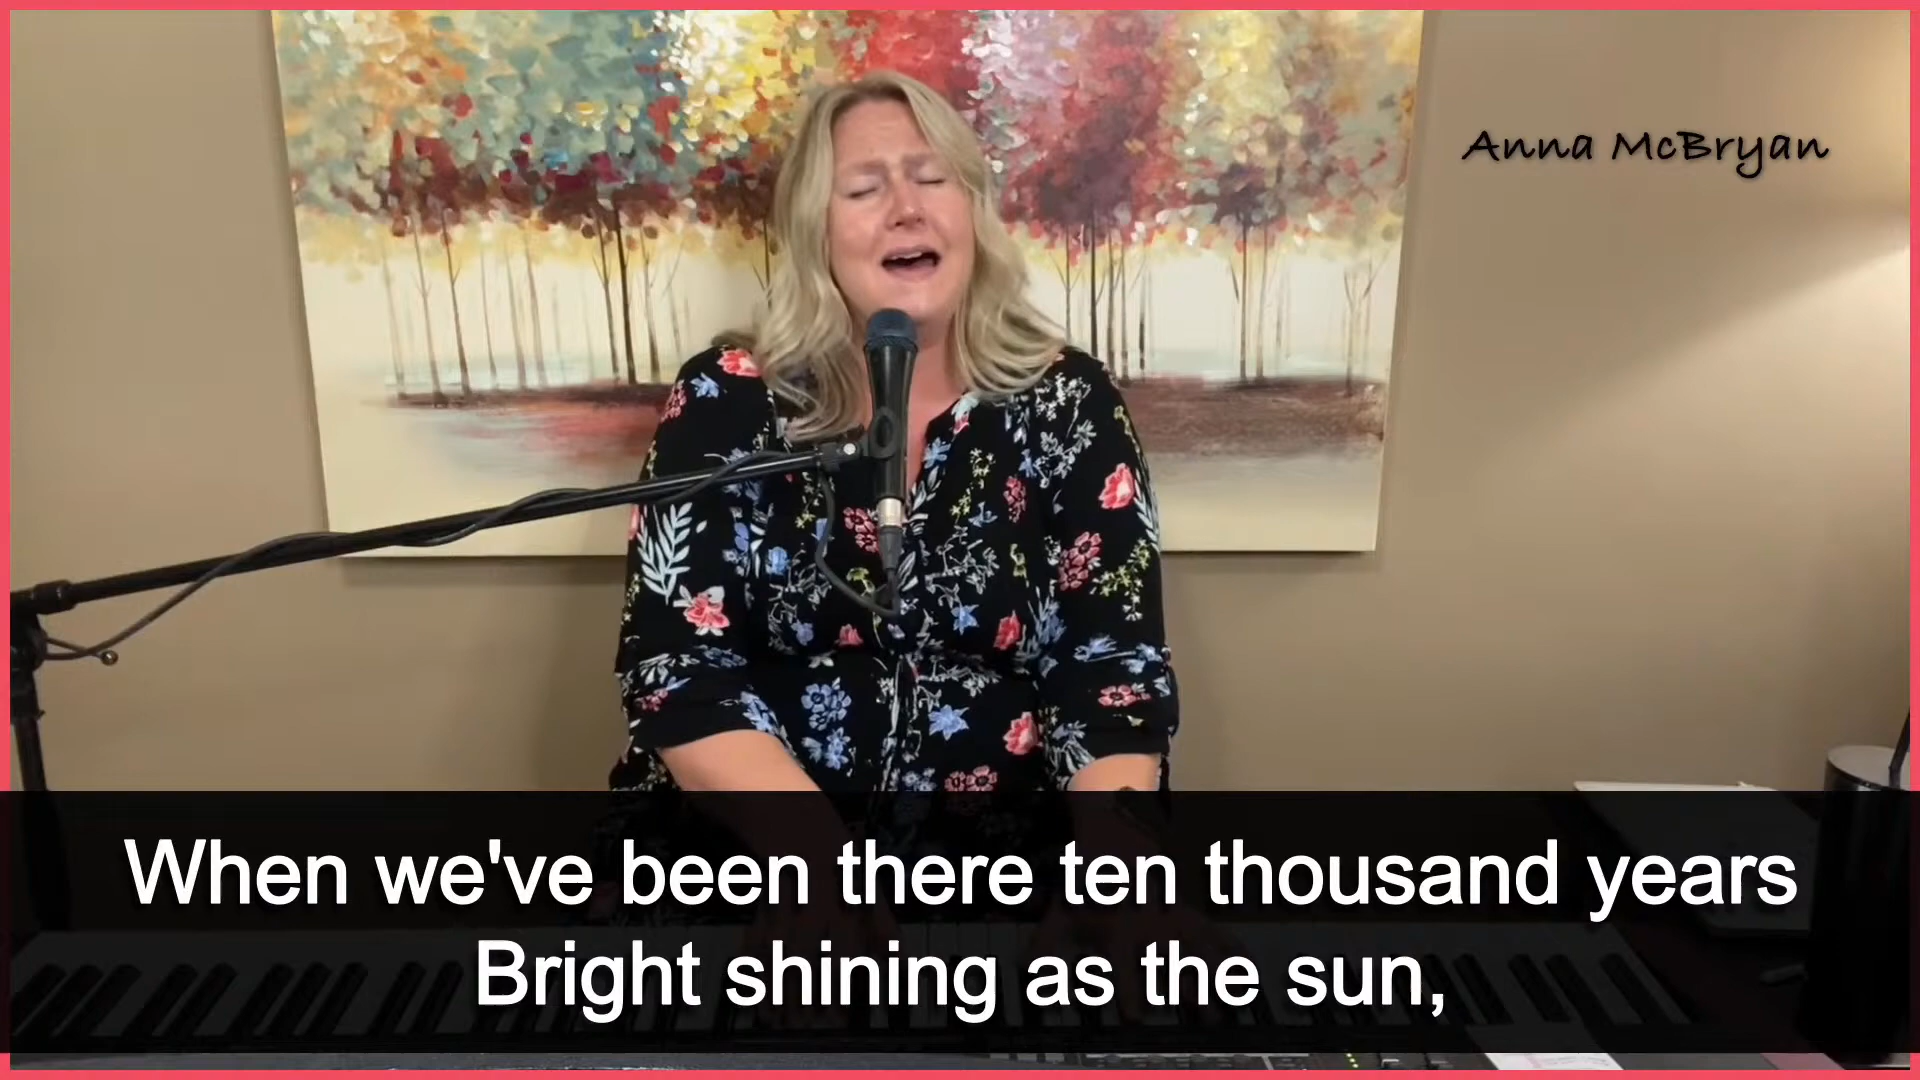 Anna McBryan
When we've been there ten thousand years
Bright shining as the sun,